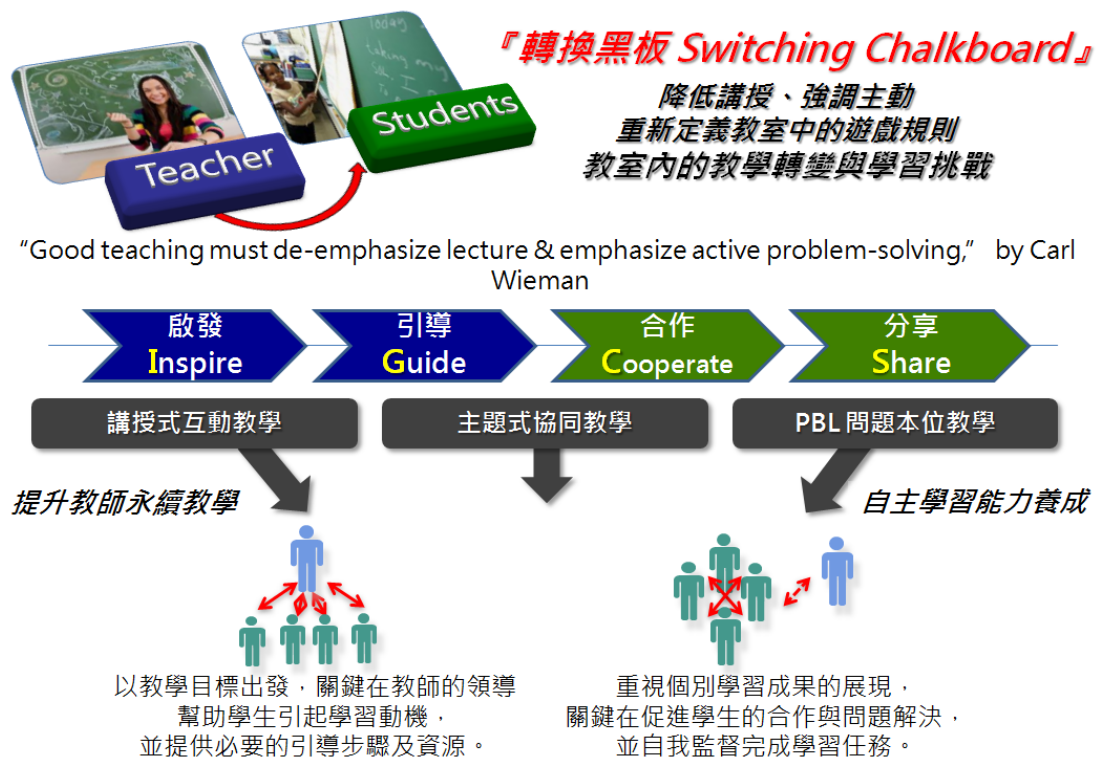 『轉換黑板 Switching Chalkboard』
降低講授、強調主動
重新定義教室中的遊戲規則
教室內的教學轉變與學習挑戰
Teacher
Students
“Good teaching must de-emphasize lecture & emphasize active problem-solving,” by Carl
Wieman
啟發
Inspire
引導
Guide
合作
Cooperate
分享
Share
講授式互動教學
主題式協同教學
PBL 問題本位教學
提升教師永續教學
自主學習能力養成
以教學目標出發，關鍵在教師的領導
幫助學生引起學習動機，
並提供必要的引導步驟及資源。
重視個別學習成果的展現，
關鍵在促進學生的合作與問題解決，
並自我監督完成學習任務。